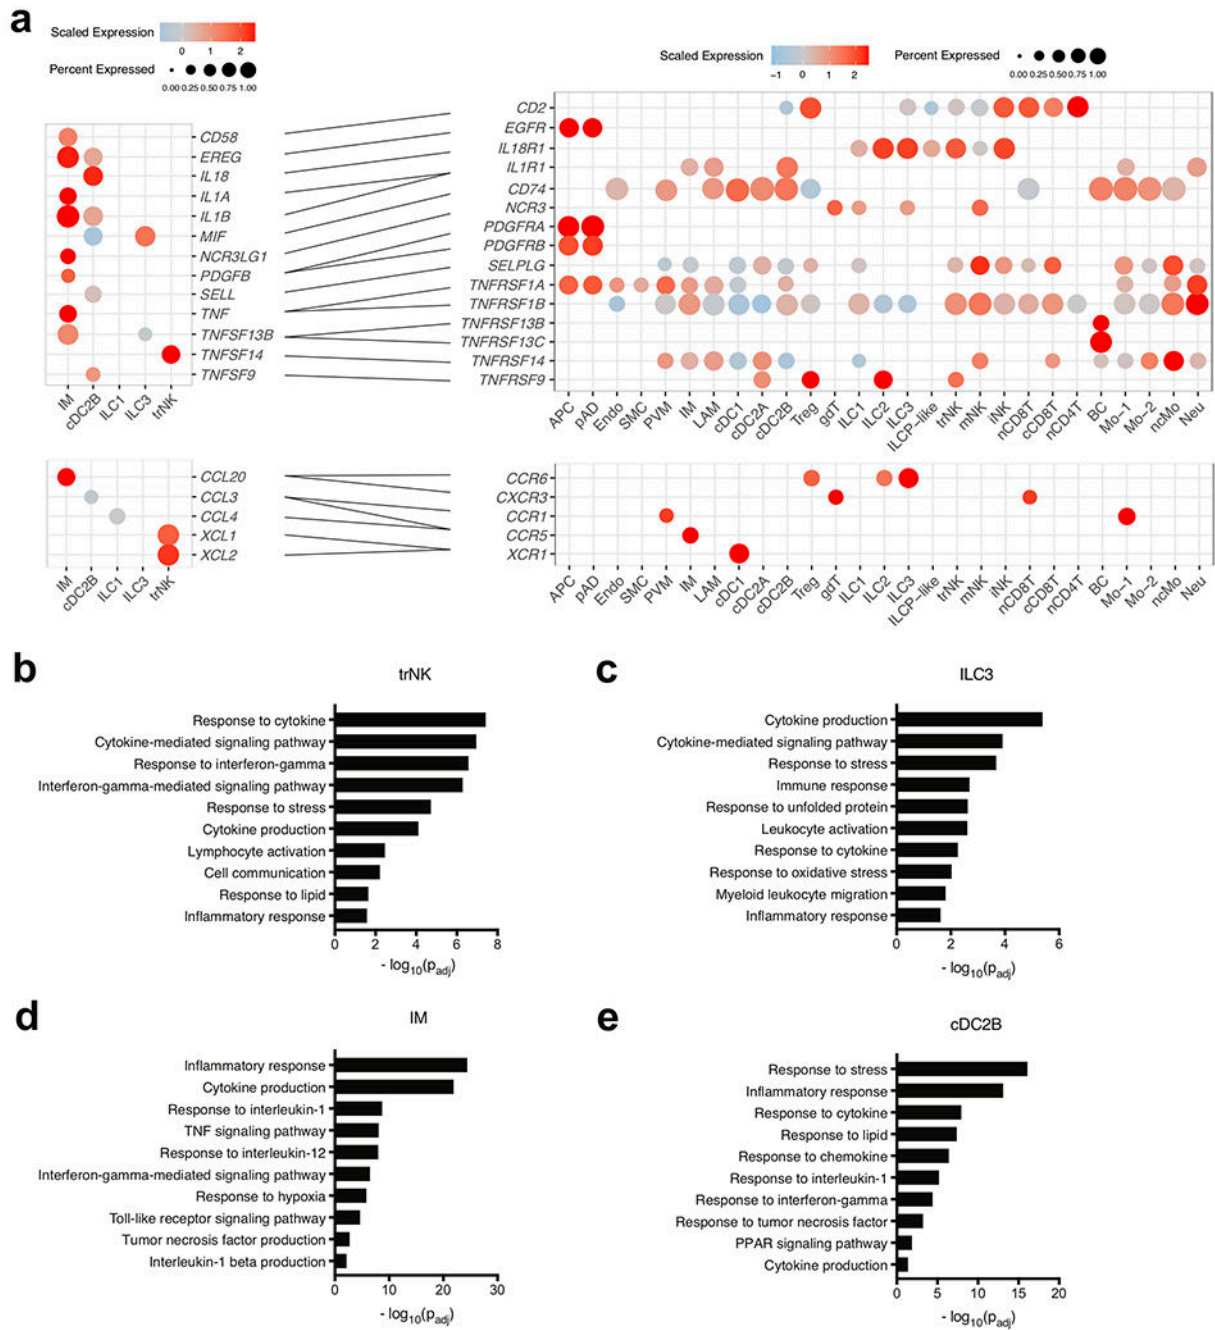 a
Scaled Expression
0 1 2
Percent Expressed
0.00 0.25 0.50 0.75 1.00
Scaled Expression
−1 0 1 2
Percent Expressed
0.00 0.25 0.50 0.75 1.00
CD58
EREG
IL18
IL1A
IL1B
MIF
NCR3LG1
PDGFB
SELL
TNF
TNFSF13B
TNFSF14
TNFSF9
IM cDC2B ILC1 ILC3 trNK
CD2
EGFR
IL18R1
IL1R1
CD74
NCR3
PDGFRA
PDGFRB
SELPLG
TNFRSF1A
TNFRSF1B
TNFRSF13B
TNFRSF13C
TNFRSF14
TNFRSF9
APC pAD Endo SMC PVM IM LAM cDC1 cDC2A cDC2B Treg gdT ILC1 ILC2 ILC3 ILCP-like trNK mNK iNK nCD8T cCD8T nCD4T BC Mo-1 Mo-2 ncMo Neu
CCL20
CCL3
CCL4
XCL1
XCL2
IM cDC2B ILC1 ILC3 trNK
CCR6
CXCR3
CCR1
CCR5
XCR1
APC pAD Endo SMC PVM IM LAM cDC1 cDC2A cDC2B Treg gdT ILC1 ILC2 ILC3 ILCP-like trNK mNK iNK nCD8T cCD8T nCD4T BC Mo-1 Mo-2 ncMo Neu
b
trNK
Response to cytokine
Cytokine-mediated signaling pathway
Response to interferon-gamma
Interferon-gamma-mediated signaling pathway
Response to stress
Cytokine production
Lymphocyte activation
Cell communication
Response to lipid
Inflammatory response
0 2 4 6 8
- log10(padj)
c
ILC3
Cytokine production
Cytokine-mediated signaling pathway
Response to stress
Immune response
Response to unfolded protein
Leukocyte activation
Response to cytokine
Response to oxidative stress
Myeloid leukocyte migration
Inflammatory response
0 2 4 6
- log10(padj)
d
IM
Inflammatory response
Cytokine production
Response to interleukin-1
TNF signaling pathway
Response to interleukin-12
Interferon-gamma-mediated signaling pathway
Response to hypoxia
Toll-like receptor signaling pathway
Tumor necrosis factor production
Interleukin-1 beta production
0 10 20 30
- log10(padj)
e
cDC2B
Response to stress
Inflammatory response
Response to cytokine
Response to lipid
Response to chemokine
Response to interleukin-1
Response to interferon-gamma
Response to tumor necrosis factor
PPAR signaling pathway
Cytokine production
0 5 10 15 20
- log10(padj)